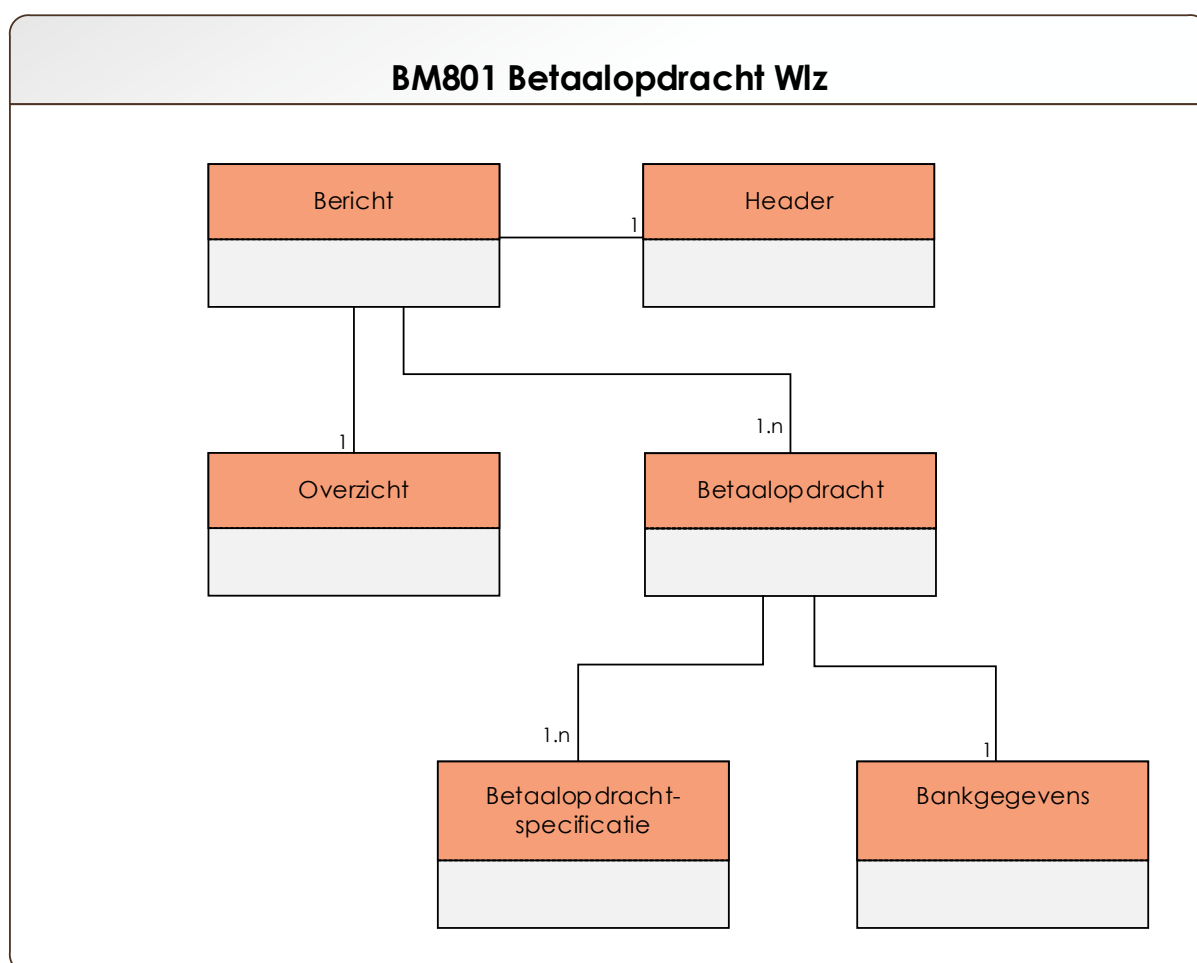 BM801 Betaalopdracht Wlz
Bericht
Header
1
1
1.n
Overzicht
Betaalopdracht
1.n
1
Betaalopdracht-
specificatie
Bankgegevens